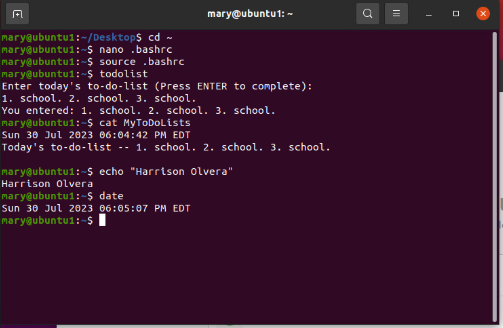 mary@ubuntu1: ~
mary@ubuntu1:~/Desktop$ cd ~
mary@ubuntu1:~$ nano .bashrc
mary@ubuntu1:~$ source .bashrc
mary@ubuntu1:~$ todolist
Enter today's to-do-list (Press ENTER to complete):
1. school. 2. school. 3. school.
You entered: 1. school. 2. school. 3. school.
mary@ubuntu1:~$ cat MyToDoLists
Sun 30 Jul 2023 06:04:42 PM EDT
Today's to-do-list -- 1. school. 2. school. 3. school.
mary@ubuntu1:~$ echo "Harrison Olvera"
Harrison Olvera
mary@ubuntu1:~$ date
Sun 30 Jul 2023 06:05:07 PM EDT
mary@ubuntu1:~$